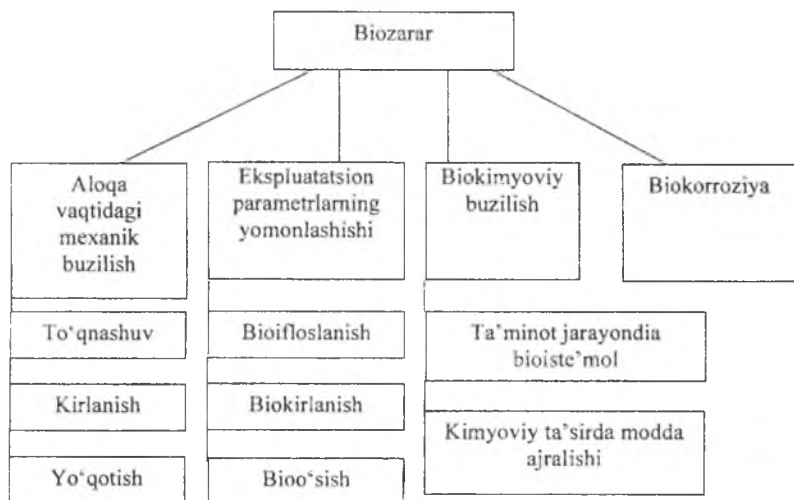 Biozarar
Aloqa
vaqtidagi
mexanik
buzilish
Ekspluatatsion
parametrlarning
yomonlashishi
Biokimyoviy
buzilish
Biokorroziya
To‘qnashuv
Kirlanish
Yo‘qotish
Bioifloslanish
Biokirlanish
Bioo‘sish
Ta’minot jarayondia
bioiste’mol
Kimyoviy ta’sirda modda
ajralishi